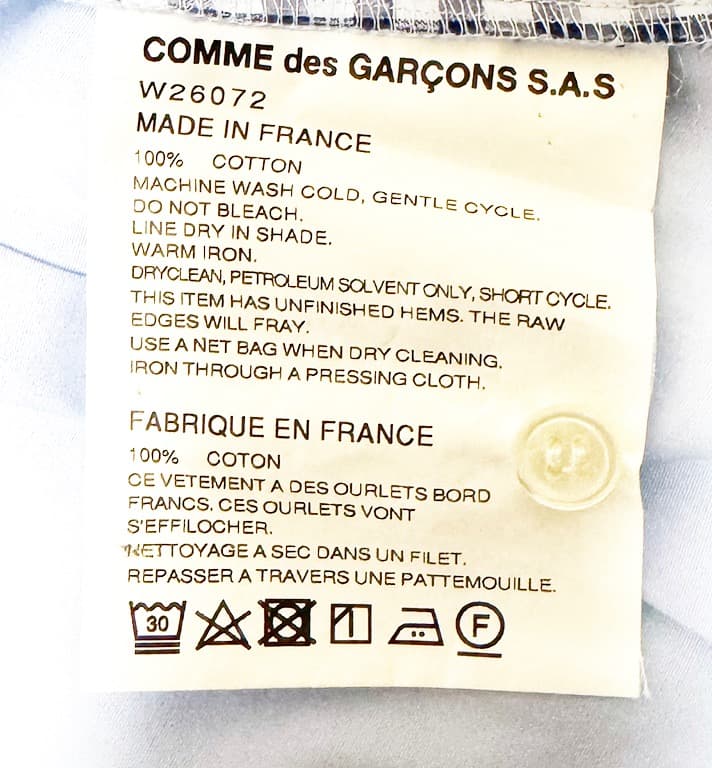 COMME des GARÇONS S.A.S
W26072
MADE IN FRANCE
100% COTTON
MACHINE WASH COLD, GENTLE CYCLE.
DO NOT BLEACH.
LINE DRY IN SHADE.
WARM IRON.
DRYCLEAN, PETROLEUM SOLVENT ONLY, SHORT CYCLE.
THIS ITEM HAS UNFINISHED HEMS. THE RAW
EDGES WILL FRAY.
USE A NET BAG WHEN DRY CLEANING.
IRON THROUGH A PRESSING CLOTH.
FABRIQUE EN FRANCE
100% COTON
CE VETEMENT A DES OURLETS BORD
FRANCS. CES OURLETS VONT
S'EFFILOCHER.
NETTOYAGE A SEC DANS UN FILET.
REPASSER A TRAVERS UNE PATTEMOUILLE.
30 F